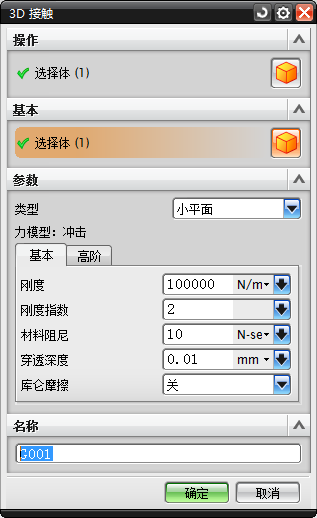 3D 接触
操作
选择体 (1)
基本
选择体 (1)
参数
类型 小平面
力模型: 冲击
基本 高阶
刚度 100000 N/m
刚度指数 2
材料阻尼 10 N-se
穿透深度 0.01 mm
库仑摩擦 关
名称
G001
确定 取消